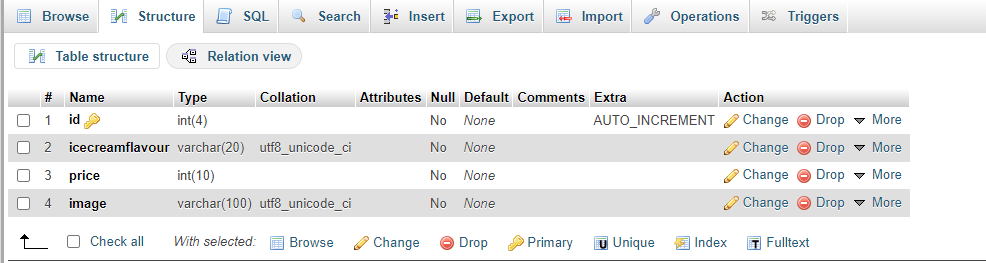 Browse Structure SQL Search Insert Export Import Operations Triggers
Table structure Relation view
# Name Type Collation Attributes Null Default Comments Extra Action
1 id int(4) No None AUTO_INCREMENT Change Drop More
2 icecreamflavour varchar(20) utf8_unicode_ci No None Change Drop More
3 price int(10) No None Change Drop More
4 image varchar(100) utf8_unicode_ci No None Change Drop More
Check all With selected: Browse Change Drop Primary U Unique Index T Fulltext